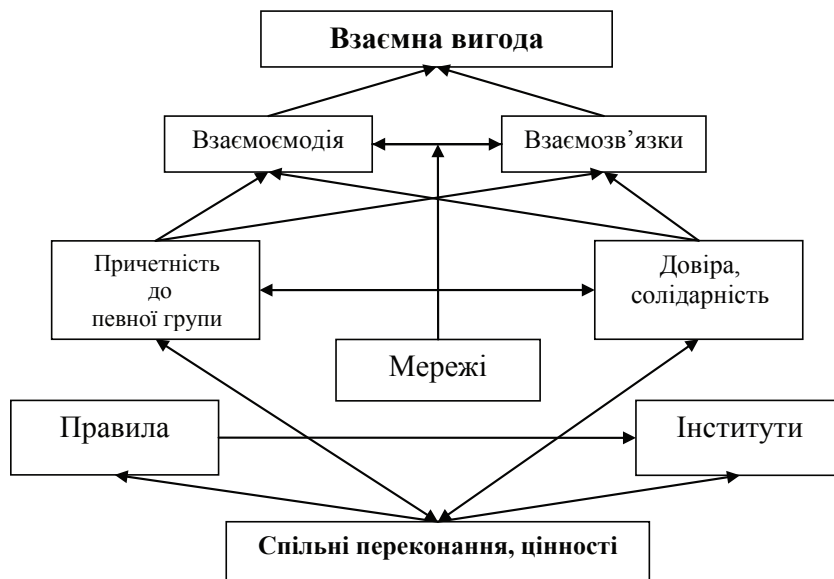 Взаємна вигода
Взаємоємодія
Взаємозв’язки
Причетність
до
певної групи
Довіра,
солідарність
Мережі
Правила
Інститути
Спільні переконання, цінності